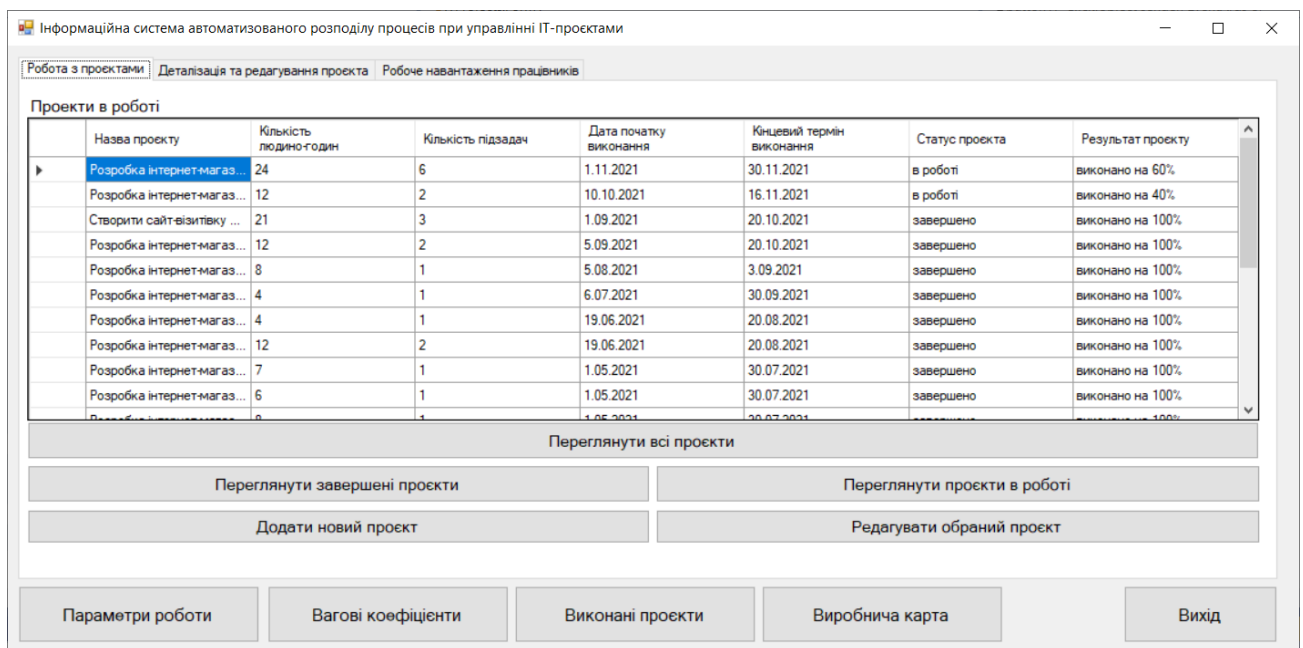 Інформаційна система автоматизованого розподілу процесів при управлінні ІТ-проєктами
Робота з проєктами Деталізація та редагування проєкта Робоче навантаження працівників
Проекти в роботі
Назва проєкту Кількість людино-годин Кількість підзадач Дата початку виконання Кінцевий термін виконання Статус проєкта Результат проєкту
Розробка інтернет-магаз... 24 6 1.11.2021 30.11.2021 в роботі виконано на 60%
Розробка інтернет-магаз... 12 2 10.10.2021 16.11.2021 в роботі виконано на 40%
Створити сайт-візитівку ... 21 3 1.09.2021 20.10.2021 завершено виконано на 100%
Розробка інтернет-магаз... 12 2 5.09.2021 20.10.2021 завершено виконано на 100%
Розробка інтернет-магаз... 8 1 5.08.2021 3.09.2021 завершено виконано на 100%
Розробка інтернет-магаз... 4 1 6.07.2021 30.09.2021 завершено виконано на 100%
Розробка інтернет-магаз... 4 1 19.06.2021 20.08.2021 завершено виконано на 100%
Розробка інтернет-магаз... 12 2 19.06.2021 20.08.2021 завершено виконано на 100%
Розробка інтернет-магаз... 7 1 1.05.2021 30.07.2021 завершено виконано на 100%
Розробка інтернет-магаз... 6 1 1.05.2021 30.07.2021 завершено виконано на 100%
Переглянути всі проєкти
Переглянути завершені проєкти Переглянути проєкти в роботі
Додати новий проєкт Редагувати обраний проєкт
Параметри роботи Вагові коефіцієнти Виконані проєкти Виробнича карта Вихід